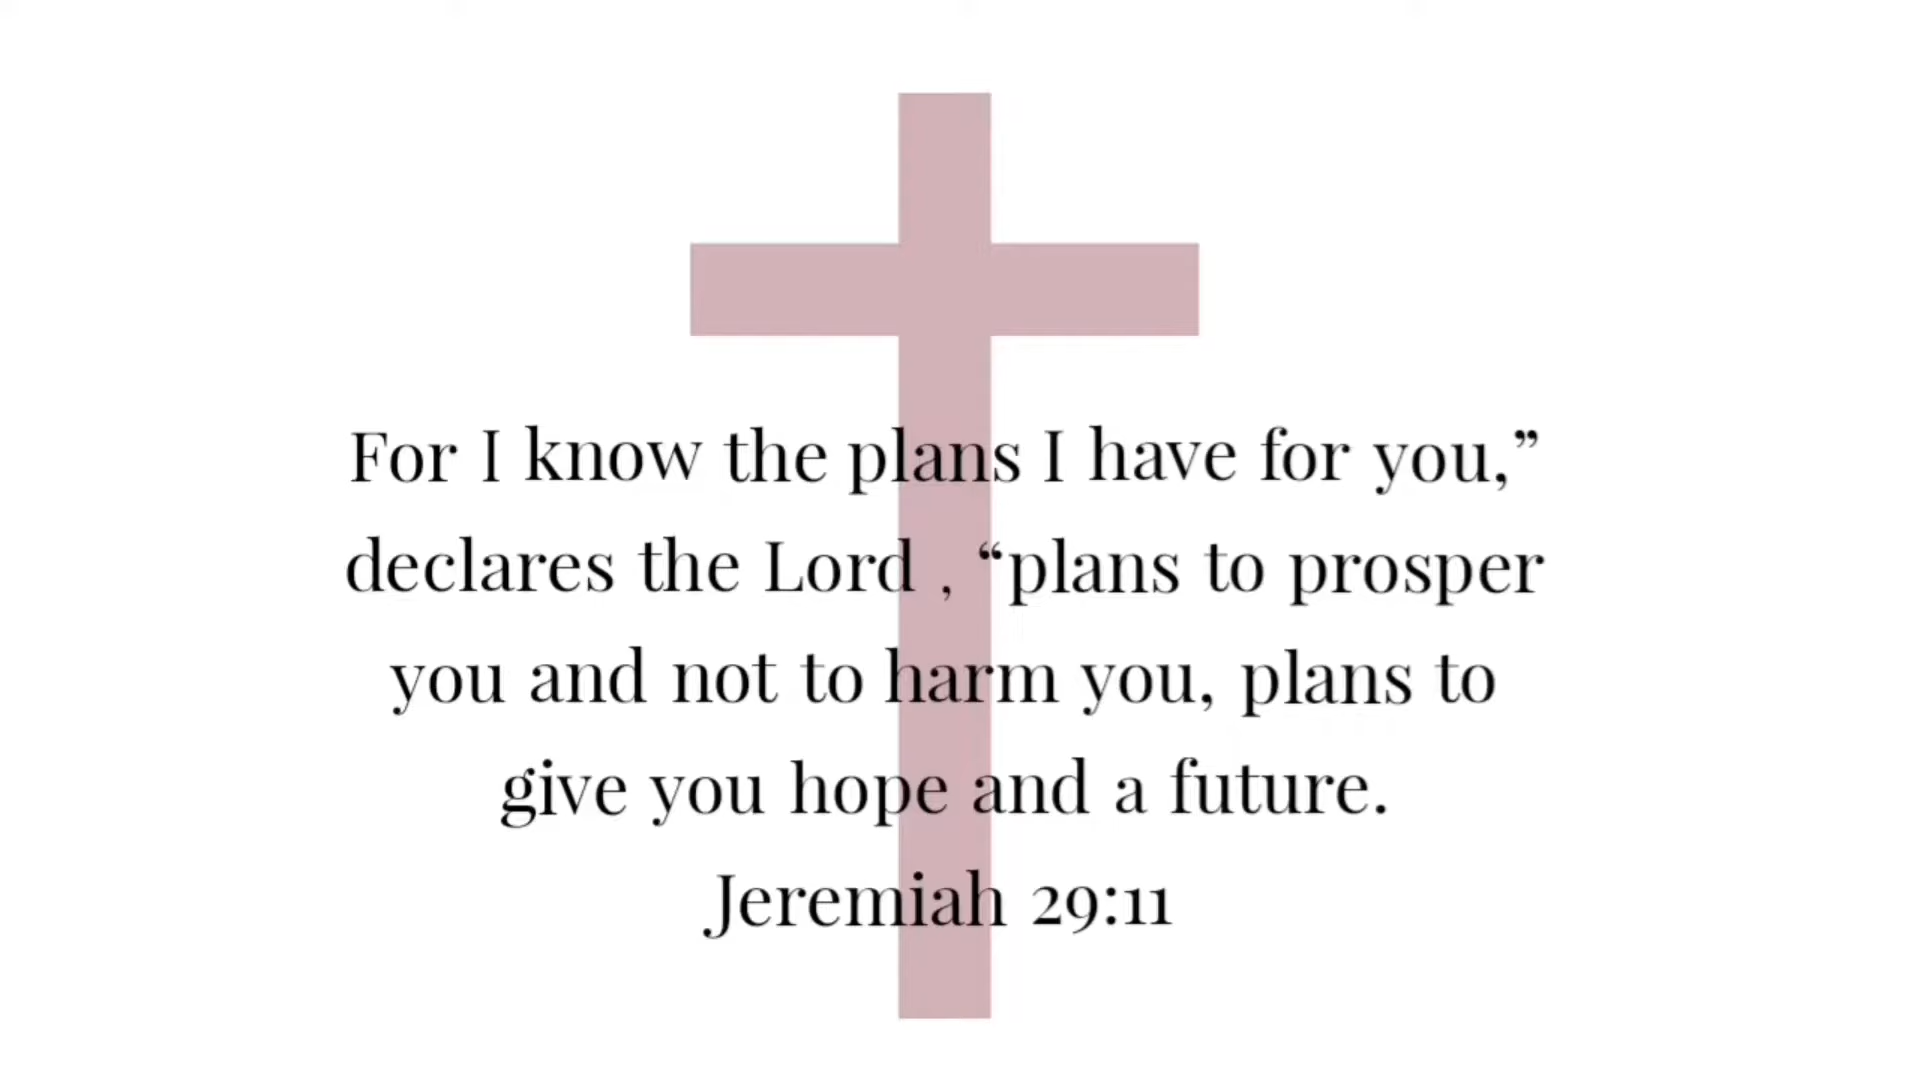 For I know the plans I have for you,”
declares the Lord , “plans to prosper
you and not to harm you, plans to
give you hope and a future.
Jeremiah 29:11